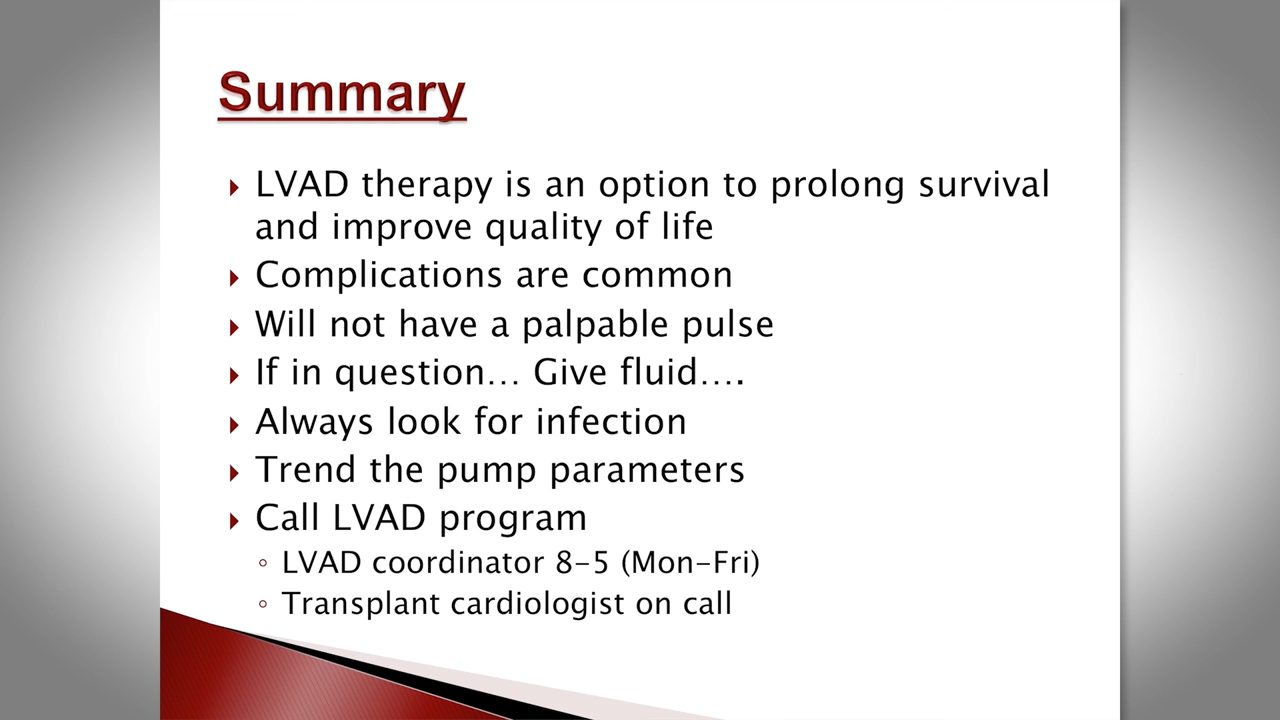 Summary
LVAD therapy is an option to prolong survival
and improve quality of life
Complications are common
Will not have a palpable pulse
If in question… Give fluid….
Always look for infection
Trend the pump parameters
Call LVAD program
LVAD coordinator 8-5 (Mon-Fri)
Transplant cardiologist on call